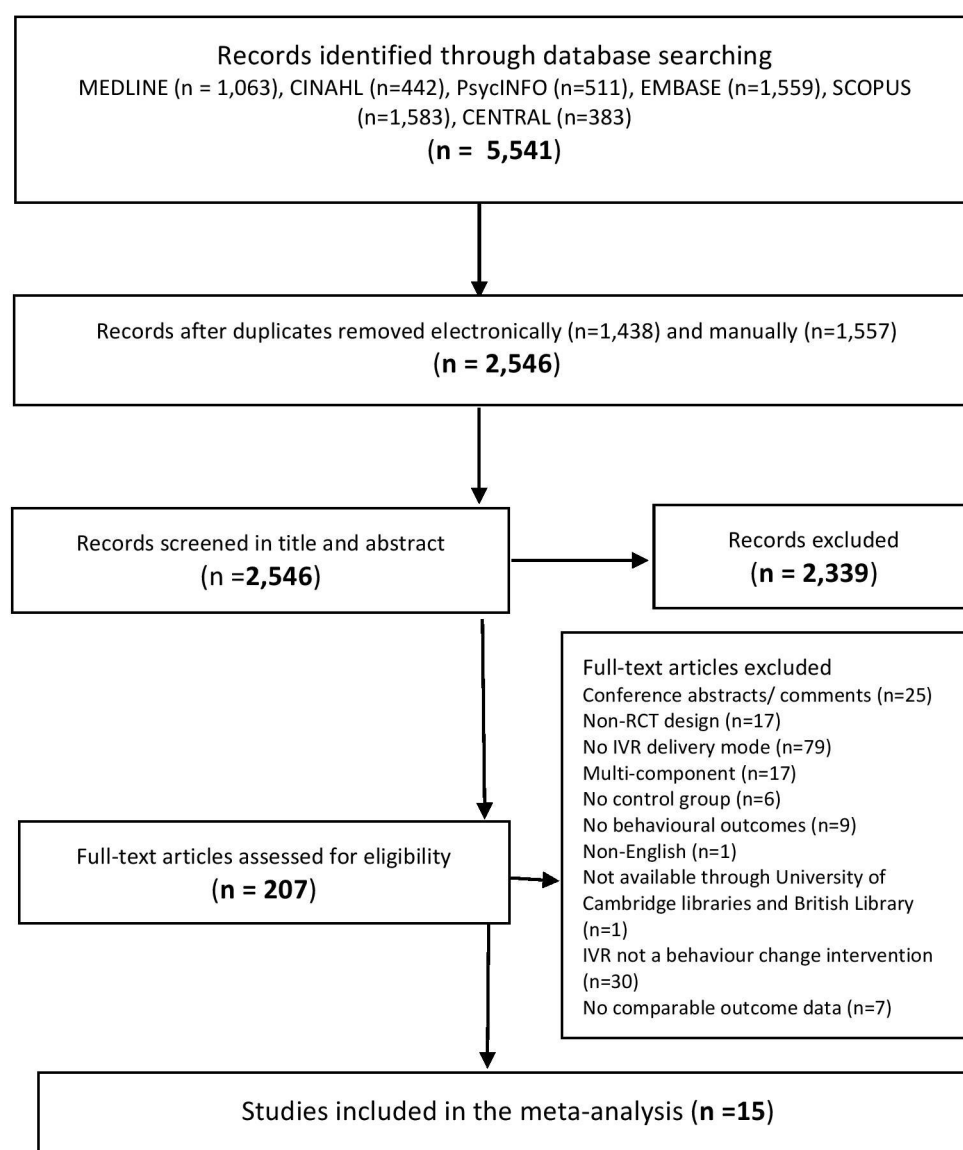 Records identified through database searching
MEDLINE (n = 1,063), CINAHL (n=442), PsycINFO (n=511), EMBASE (n=1,559), SCOPUS
(n=1,583), CENTRAL (n=383)
(n = 5,541)
Records after duplicates removed electronically (n=1,438) and manually (n=1,557)
(n = 2,546)
Records screened in title and abstract
(n =2,546)
Records excluded
(n = 2,339)
Full-text articles assessed for eligibility
(n = 207)
Full-text articles excluded
Conference abstracts/ comments (n=25)
Non-RCT design (n=17)
No IVR delivery mode (n=79)
Multi-component (n=17)
No control group (n=6)
No behavioural outcomes (n=9)
Non-English (n=1)
Not available through University of
Cambridge libraries and British Library
(n=1)
IVR not a behaviour change intervention
(n=30)
No comparable outcome data (n=7)
Studies included in the meta-analysis (n =15)